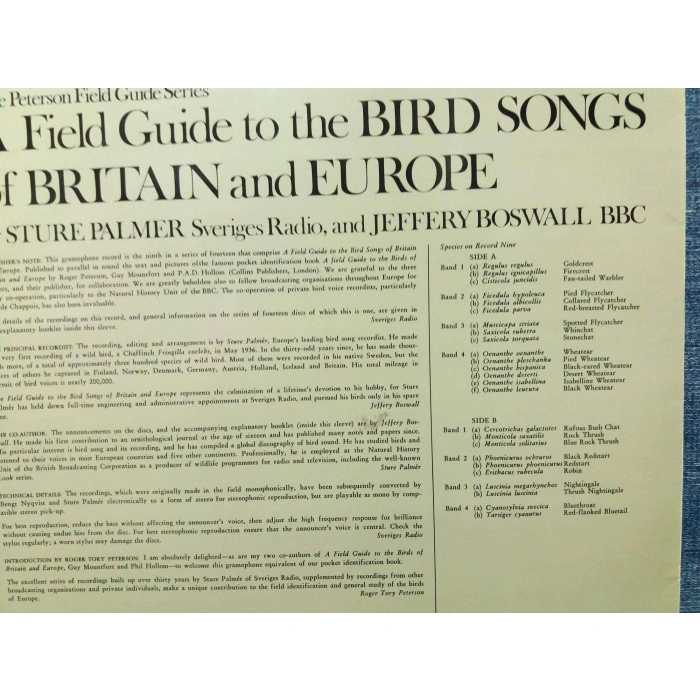 e Peterson Field Guide Series
A Field Guide to the BIRD SONGS
of BRITAIN and EUROPE
STURE PALMER Sveriges Radio, and JEFFERY BOSWALL BBC
SHER'S NOTE. This gramophone record is the ninth in a series of fourteen that comprise A Field Guide to the Bird Songs of Britain
Europe. Published to parallel in sound the text and pictures of the famous pocket identification book A field Guide to the Birds of
ain and Europe by Roger Peterson, Guy Mountfort and P.A.D. Hollom (Collins Publishers, London). We are grateful to the three
rs, and their publisher, for collaboration. We are greatly beholden also to fellow broadcasting organisations throughout Europe for
y co-operation, particularly to the Natural History Unit of the BBC. The co-operation of private bird voice recordists, particularly
de Chappuis, has also been invaluable.
details of the recordings on this record, and general information on the series of fourteen discs of which this is one, are given in
explanatory booklet inside this sleeve.
Sveriges Radio
PRINCIPAL RECORDIST. The recording, editing and arrangement is by Sture Palmér, Europe's leading bird song recordist. He made
very first recording of a wild bird, a Chaffinch Fringilla coelebs, in May 1936. In the thirty-odd years since, he has made thous-
s more, of a total of approximately three hundred species of wild bird. Most of them were recorded in his native Sweden, but the
ces of others be captured in Finland, Norway, Denmark, Germany, Austria, Holland, Iceland and Britain. His total mileage in
rsuit of bird voices is nearly 200,000.
e Field Guide to the Bird Songs of Britain and Europe represents the culmination of a lifetime's devotion to his hobby, for Sture
lmér has held down full-time engineering and administrative appointments at Sveriges Radio, and pursued his birds only in his spare
me.
Jeffery Boswall
HE CO-AUTHOR. The announcements on the discs, and the accompanying explanatory booklet (inside this sleeve) are by Jeffery Bos-
all. He made his first contribution to an ornithological journal at the age of sixteen and has published many notes and papers since.
is particular interest is bird song and its recording, and he has compiled a global discography of bird sound. He has studied birds and
stened to their voices in most European countries and five other continents. Professionally, he is employed at the Natural History
Unit of the British Broadcasting Corporation as a producer of wildlife programmes for radio and television, including the well-known
Look series.
Sture Palmér
TECHNICAL DETAILS. The recordings, which were originally made in the field monophonically, have been subsequently converted by
Bengt Nyqvist and Sture Palmér electronically to a form of stereo for stereophonic reproduction, but are playable as mono by comp-
atible stereo pick-up.
For best reproduction, reduce the bass without affecting the announcer's voice, then adjust the high frequency response for brilliance
without causing undue hiss from the disc. For best stereophonic reproduction ensure that the announcer's voice is central. Check the
stylus regularly; a worn stylus may damage the discs.
Sveriges Radio
INTRODUCTION BY ROGER TORY PETERSON. I am absolutely delighted—as are my two co-authors of A Field Guide to the Birds of
Britain and Europe, Guy Mountfort and Phil Hollom—to welcome this gramophone equivalent of our pocket identification book.
The excellent series of recordings built up over thirty years by Sture Palmér of Sveriges Radio, supplemented by recordings from other
broadcasting organisations and private individuals, make a unique contribution to the field identification and general study of the birds
of Europe.
Roger Tory Peterson
Species on Record Nine
SIDE A
Band 1 (a) Regulus regulus Goldcrest
(b) Regulus ignicapillus Firecrest
(c) Cisticola juncidis Fan-tailed Warbler
Band 2 (a) Ficedula hypoleuca Pied Flycatcher
(b) Ficedula albicollis Collared Flycatcher
(c) Ficedula parva Red-breasted Flycatcher
Band 3 (a) Muscicapa striata Spotted Flycatcher
(b) Saxicola rubetra Whinchat
(c) Saxicola torquata Stonechat
Band 4 (a) Oenanthe oenanthe Wheatear
(b) Oenanthe pleschanka Pied Wheatear
(c) Oenanthe hispanica Black-eared Wheatear
(d) Oenanthe deserti Desert Wheatear
(e) Oenanthe isabellina Isabelline Wheatear
(f) Oenanthe leucura Black Wheatear
SIDE B
Band 1 (a) Cercotrichas galactotes Rufous Bush Chat
(b) Monticola saxatilis Rock Thrush
(c) Monticola solitarius Blue Rock Thrush
Band 2 (a) Phoenicurus ochruros Black Redstart
(b) Phoenicurus phoenicurus Redstart
(c) Erithacus rubecula Robin
Band 3 (a) Luscinia megarhynchos Nightingale
(b) Luscinia luscinia Thrush Nightingale
Band 4 (a) Cyanosylvia svecica Bluethroat
(b) Tarsiger cyanurus Red-flanked Bluetail